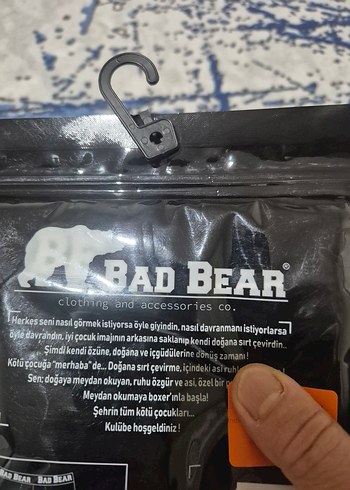 BAD BEAR®
clothing and accessories co.
Herkes seni nasıl görmek istiyorsa öyle giyindin, nasıl davranmanı istiyorlarsa
öyle davrandın, iyi çocuk imajının arkasına saklanıp kendi doğana sırt çevirdin..
Şimdi kendi özüne, doğana ve içgüdülerine dönüş zamanı!
Kötü çocuğa "merhaba" de... Doğana sırt çevirme, içindeki asi
Sen; doğaya meydan okuyan, ruhu özgür ve asi, özel bir
Meydan okumaya boxer'ınla başla!
Şehrin tüm kötü çocukları...
Kulübe hoşgeldiniz!
BAD BEAR BAD BEAR